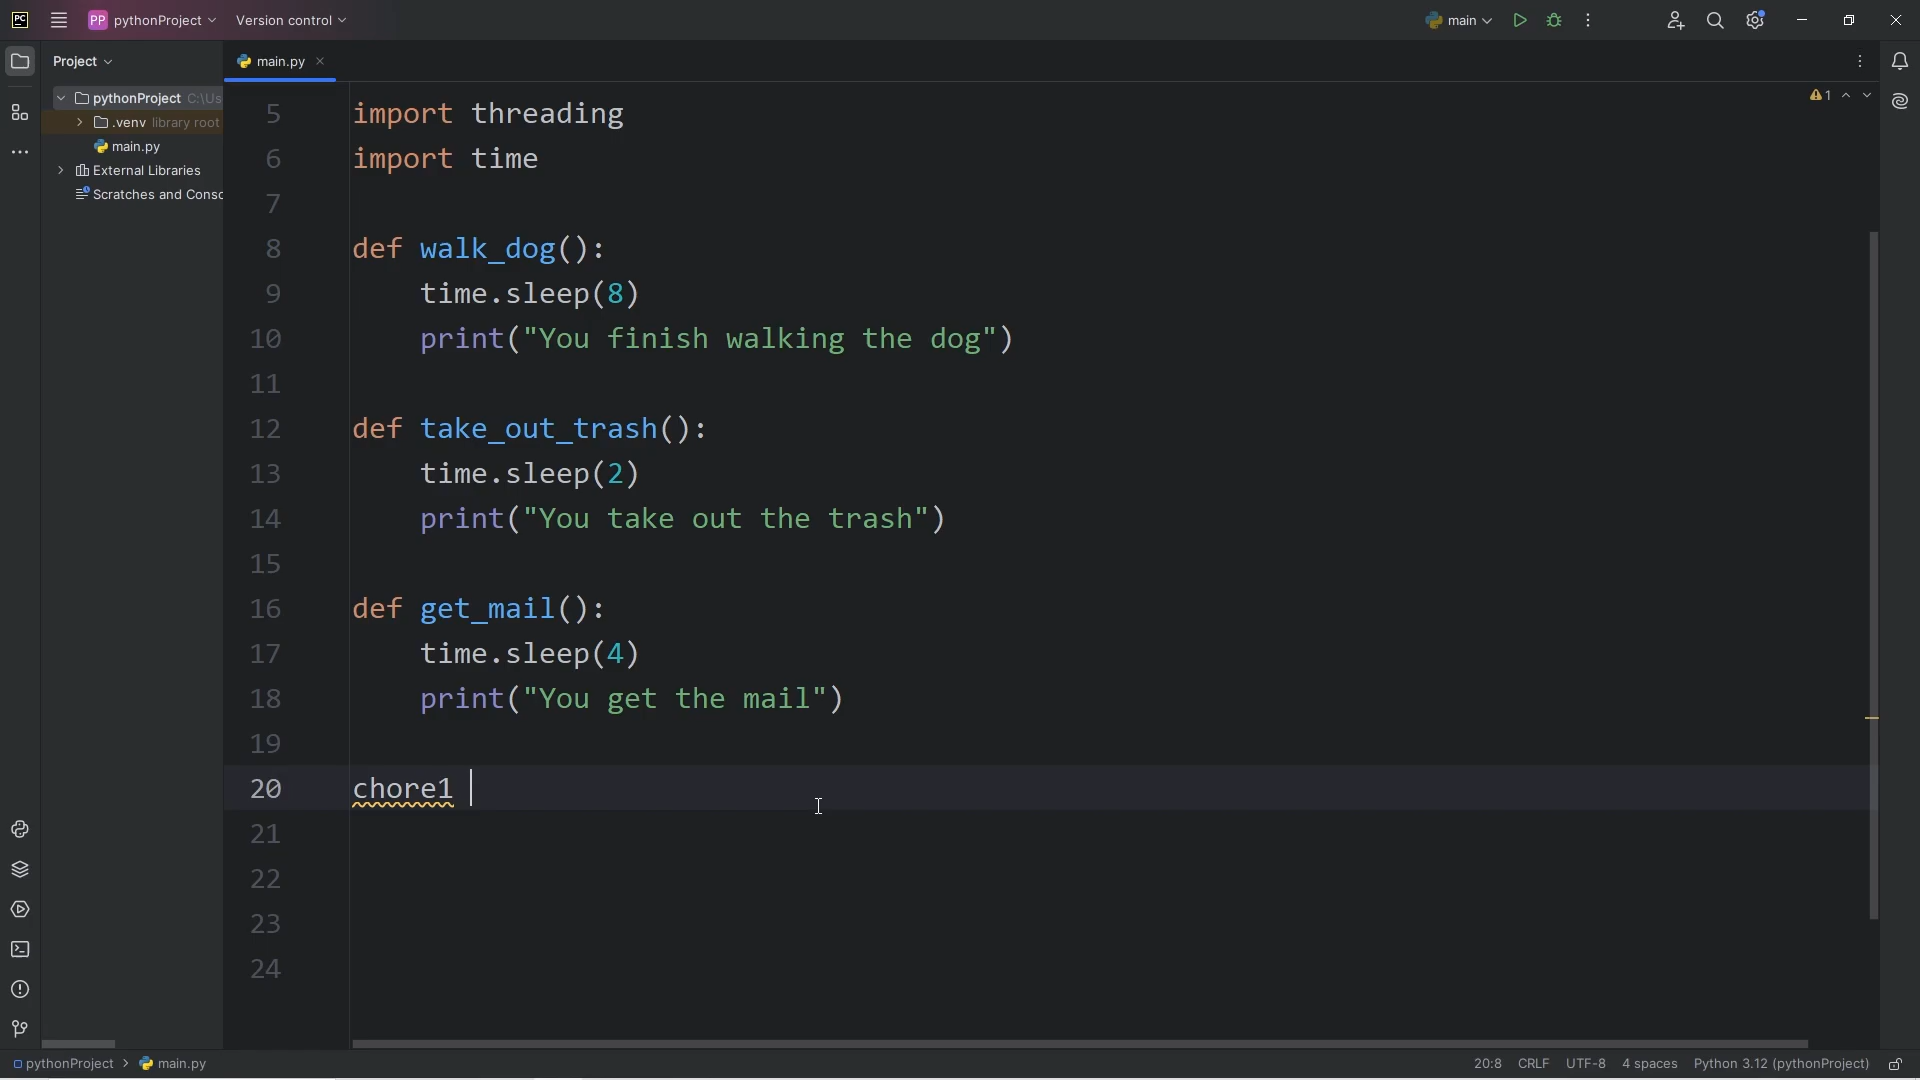 PC
PP pythonProject Version control main
Project main.py
pythonProject C:\Us
.venv library root
main.py
External Libraries
Scratches and Conso
1
5 import threading
6 import time
7
8 def walk_dog():
9 time.sleep(8)
10 print("You finish walking the dog")
11
12 def take_out_trash():
13 time.sleep(2)
14 print("You take out the trash")
15
16 def get_mail():
17 time.sleep(4)
18 print("You get the mail")
19
20 chore1
21
22
23
24
pythonProject > main.py 20:8 CRLF UTF-8 4 spaces Python 3.12 (pythonProject)